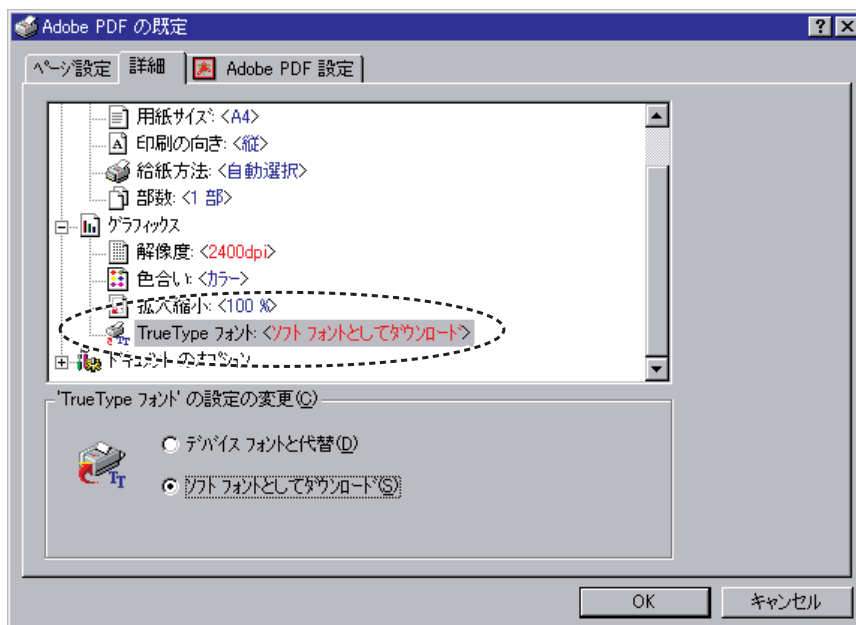 Adobe PDF の既定
ページ設定 詳細 Adobe PDF 設定
用紙サイズ: <A4>
印刷の向き: <縦>
給紙方法: <自動選択>
部数: <1 部>
グラフィックス
解像度: <2400dpi>
色合い: <カラー>
拡大縮小: <100 %>
TrueType フォント: <ソフト フォントとしてダウンロード>
ドキュメント のオプション
'TrueType フォント' の設定の変更(C)
デバイス フォントと代替(D)
ソフト フォントとしてダウンロード(S)
OK キャンセル